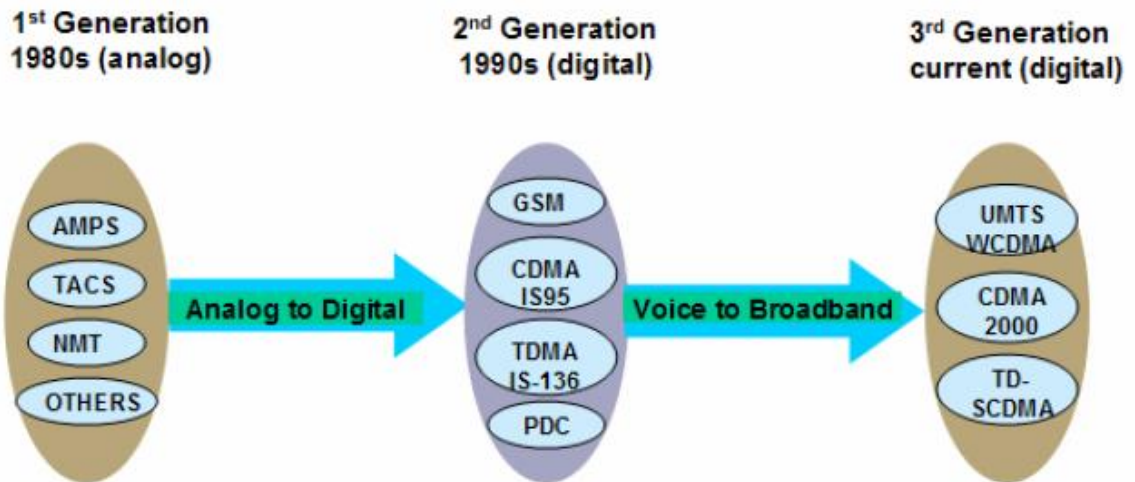 1st Generation
1980s (analog)
2nd Generation
1990s (digital)
3rd Generation
current (digital)
AMPS
TACS
NMT
OTHERS
Analog to Digital
GSM
CDMA
IS95
TDMA
IS-136
PDC
Voice to Broadband
UMTS
WCDMA
CDMA
2000
TD-
SCDMA